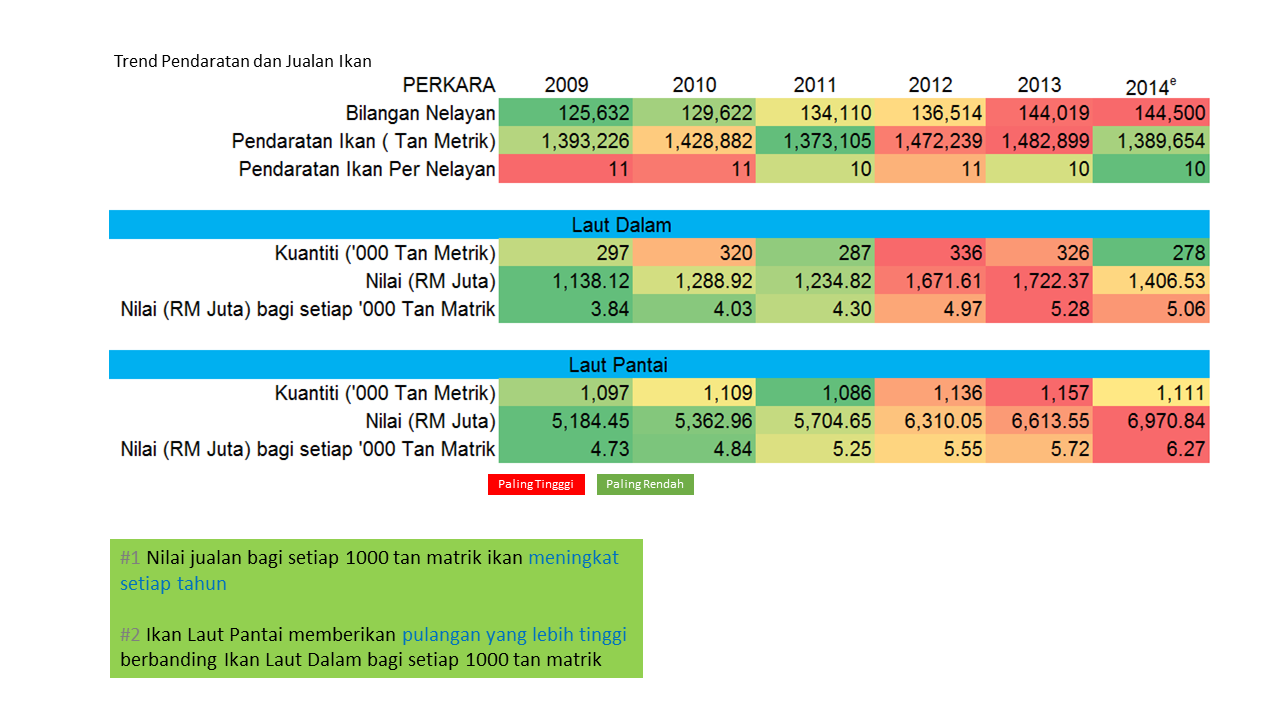 Trend Pendaratan dan Jualan Ikan
PERKARA 2009 2010 2011 2012 2013 2014e
Bilangan Nelayan 125,632 129,622 134,110 136,514 144,019 144,500
Pendaratan Ikan ( Tan Metrik) 1,393,226 1,428,882 1,373,105 1,472,239 1,482,899 1,389,654
Pendaratan Ikan Per Nelayan 11 11 10 11 10 10
Laut Dalam
Kuantiti ('000 Tan Metrik) 297 320 287 336 326 278
Nilai (RM Juta) 1,138.12 1,288.92 1,234.82 1,671.61 1,722.37 1,406.53
Nilai (RM Juta) bagi setiap '000 Tan Matrik 3.84 4.03 4.30 4.97 5.28 5.06
Laut Pantai
Kuantiti ('000 Tan Metrik) 1,097 1,109 1,086 1,136 1,157 1,111
Nilai (RM Juta) 5,184.45 5,362.96 5,704.65 6,310.05 6,613.55 6,970.84
Nilai (RM Juta) bagi setiap '000 Tan Matrik 4.73 4.84 5.25 5.55 5.72 6.27
Paling Tingggi Paling Rendah
#1 Nilai jualan bagi setiap 1000 tan matrik ikan meningkat
setiap tahun
#2 Ikan Laut Pantai memberikan pulangan yang lebih tinggi
berbanding Ikan Laut Dalam bagi setiap 1000 tan matrik